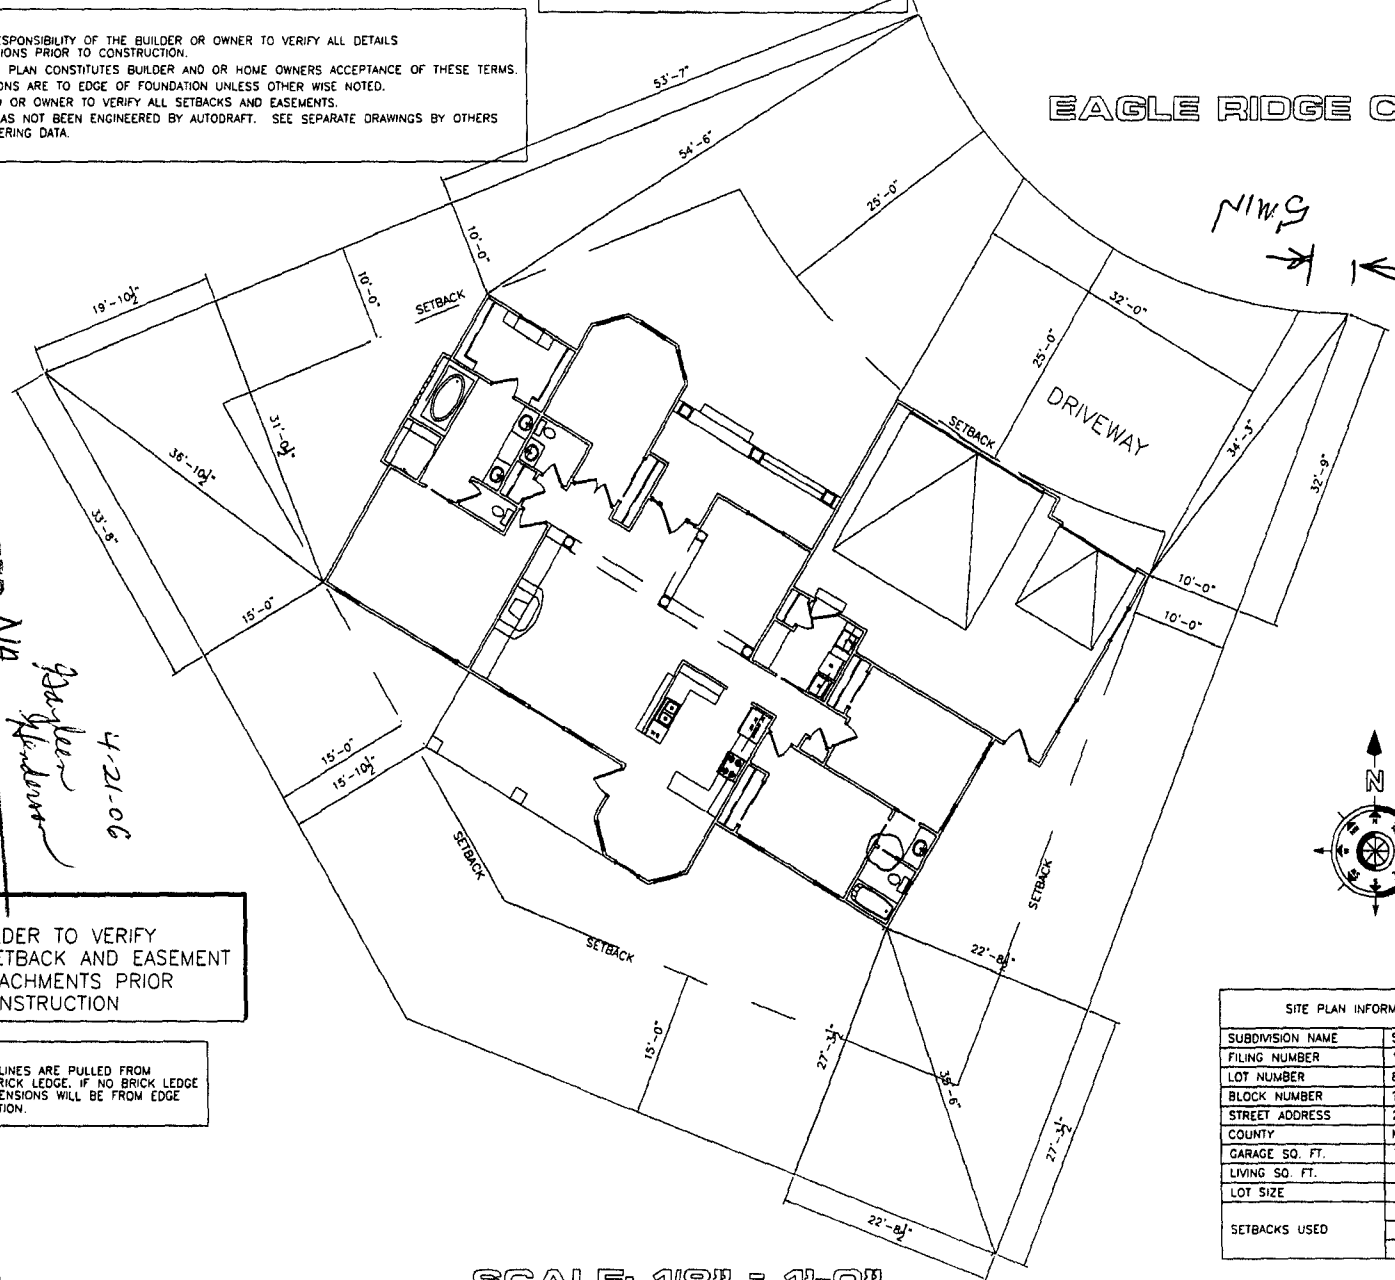 SPONSIBILITY OF THE BUILDER OR OWNER TO VERIFY ALL DETAILS
IONS PRIOR TO CONSTRUCTION.
PLAN CONSTITUTES BUILDER AND OR HOME OWNERS ACCEPTANCE OF THESE TERMS.
ONS ARE TO EDGE OF FOUNDATION UNLESS OTHER WISE NOTED.
OR OWNER TO VERIFY ALL SETBACKS AND EASEMENTS.
AS NOT BEEN ENGINEERED BY AUTODRAFT. SEE SEPARATE DRAWINGS BY OTHERS
ERING DATA.
EAGLE RIDGE C
53'-7"
54'-6"
25'-0"
5' MIN
10'-0"
10'-0"
19'-10½"
SETBACK
32'-0"
25'-0"
DRIVEWAY
SETBACK
34'-3"
32'-9"
31'-0½"
36'-10½"
33'-8"
15'-0"
10'-0"
10'-0"
N/A
Gayleen
Henderson
4-21-06
15'-0"
15'-10½"
SETBACK
SETBACK
SETBACK
N
22'-8½"
15'-0"
27'-3½"
35'-6"
27'-3½"
22'-8½"
DER TO VERIFY
ETBACK AND EASEMENT
ACHMENTS PRIOR
NSTRUCTION
LINES ARE PULLED FROM
RICK LEDGE. IF NO BRICK LEDGE
ENSIONS WILL BE FROM EDGE
TION.
SITE PLAN INFORM
SUBDIVISION NAME
FILING NUMBER
LOT NUMBER
BLOCK NUMBER
STREET ADDRESS
COUNTY
GARAGE SQ. FT.
LIVING SQ. FT.
LOT SIZE
SETBACKS USED
SCALE: 1/8" = 1'-0"